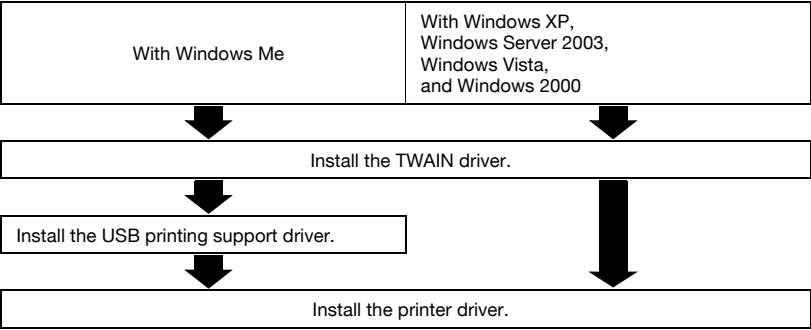 With Windows Me
With Windows XP,
Windows Server 2003,
Windows Vista,
and Windows 2000
Install the TWAIN driver.
Install the USB printing support driver.
Install the printer driver.